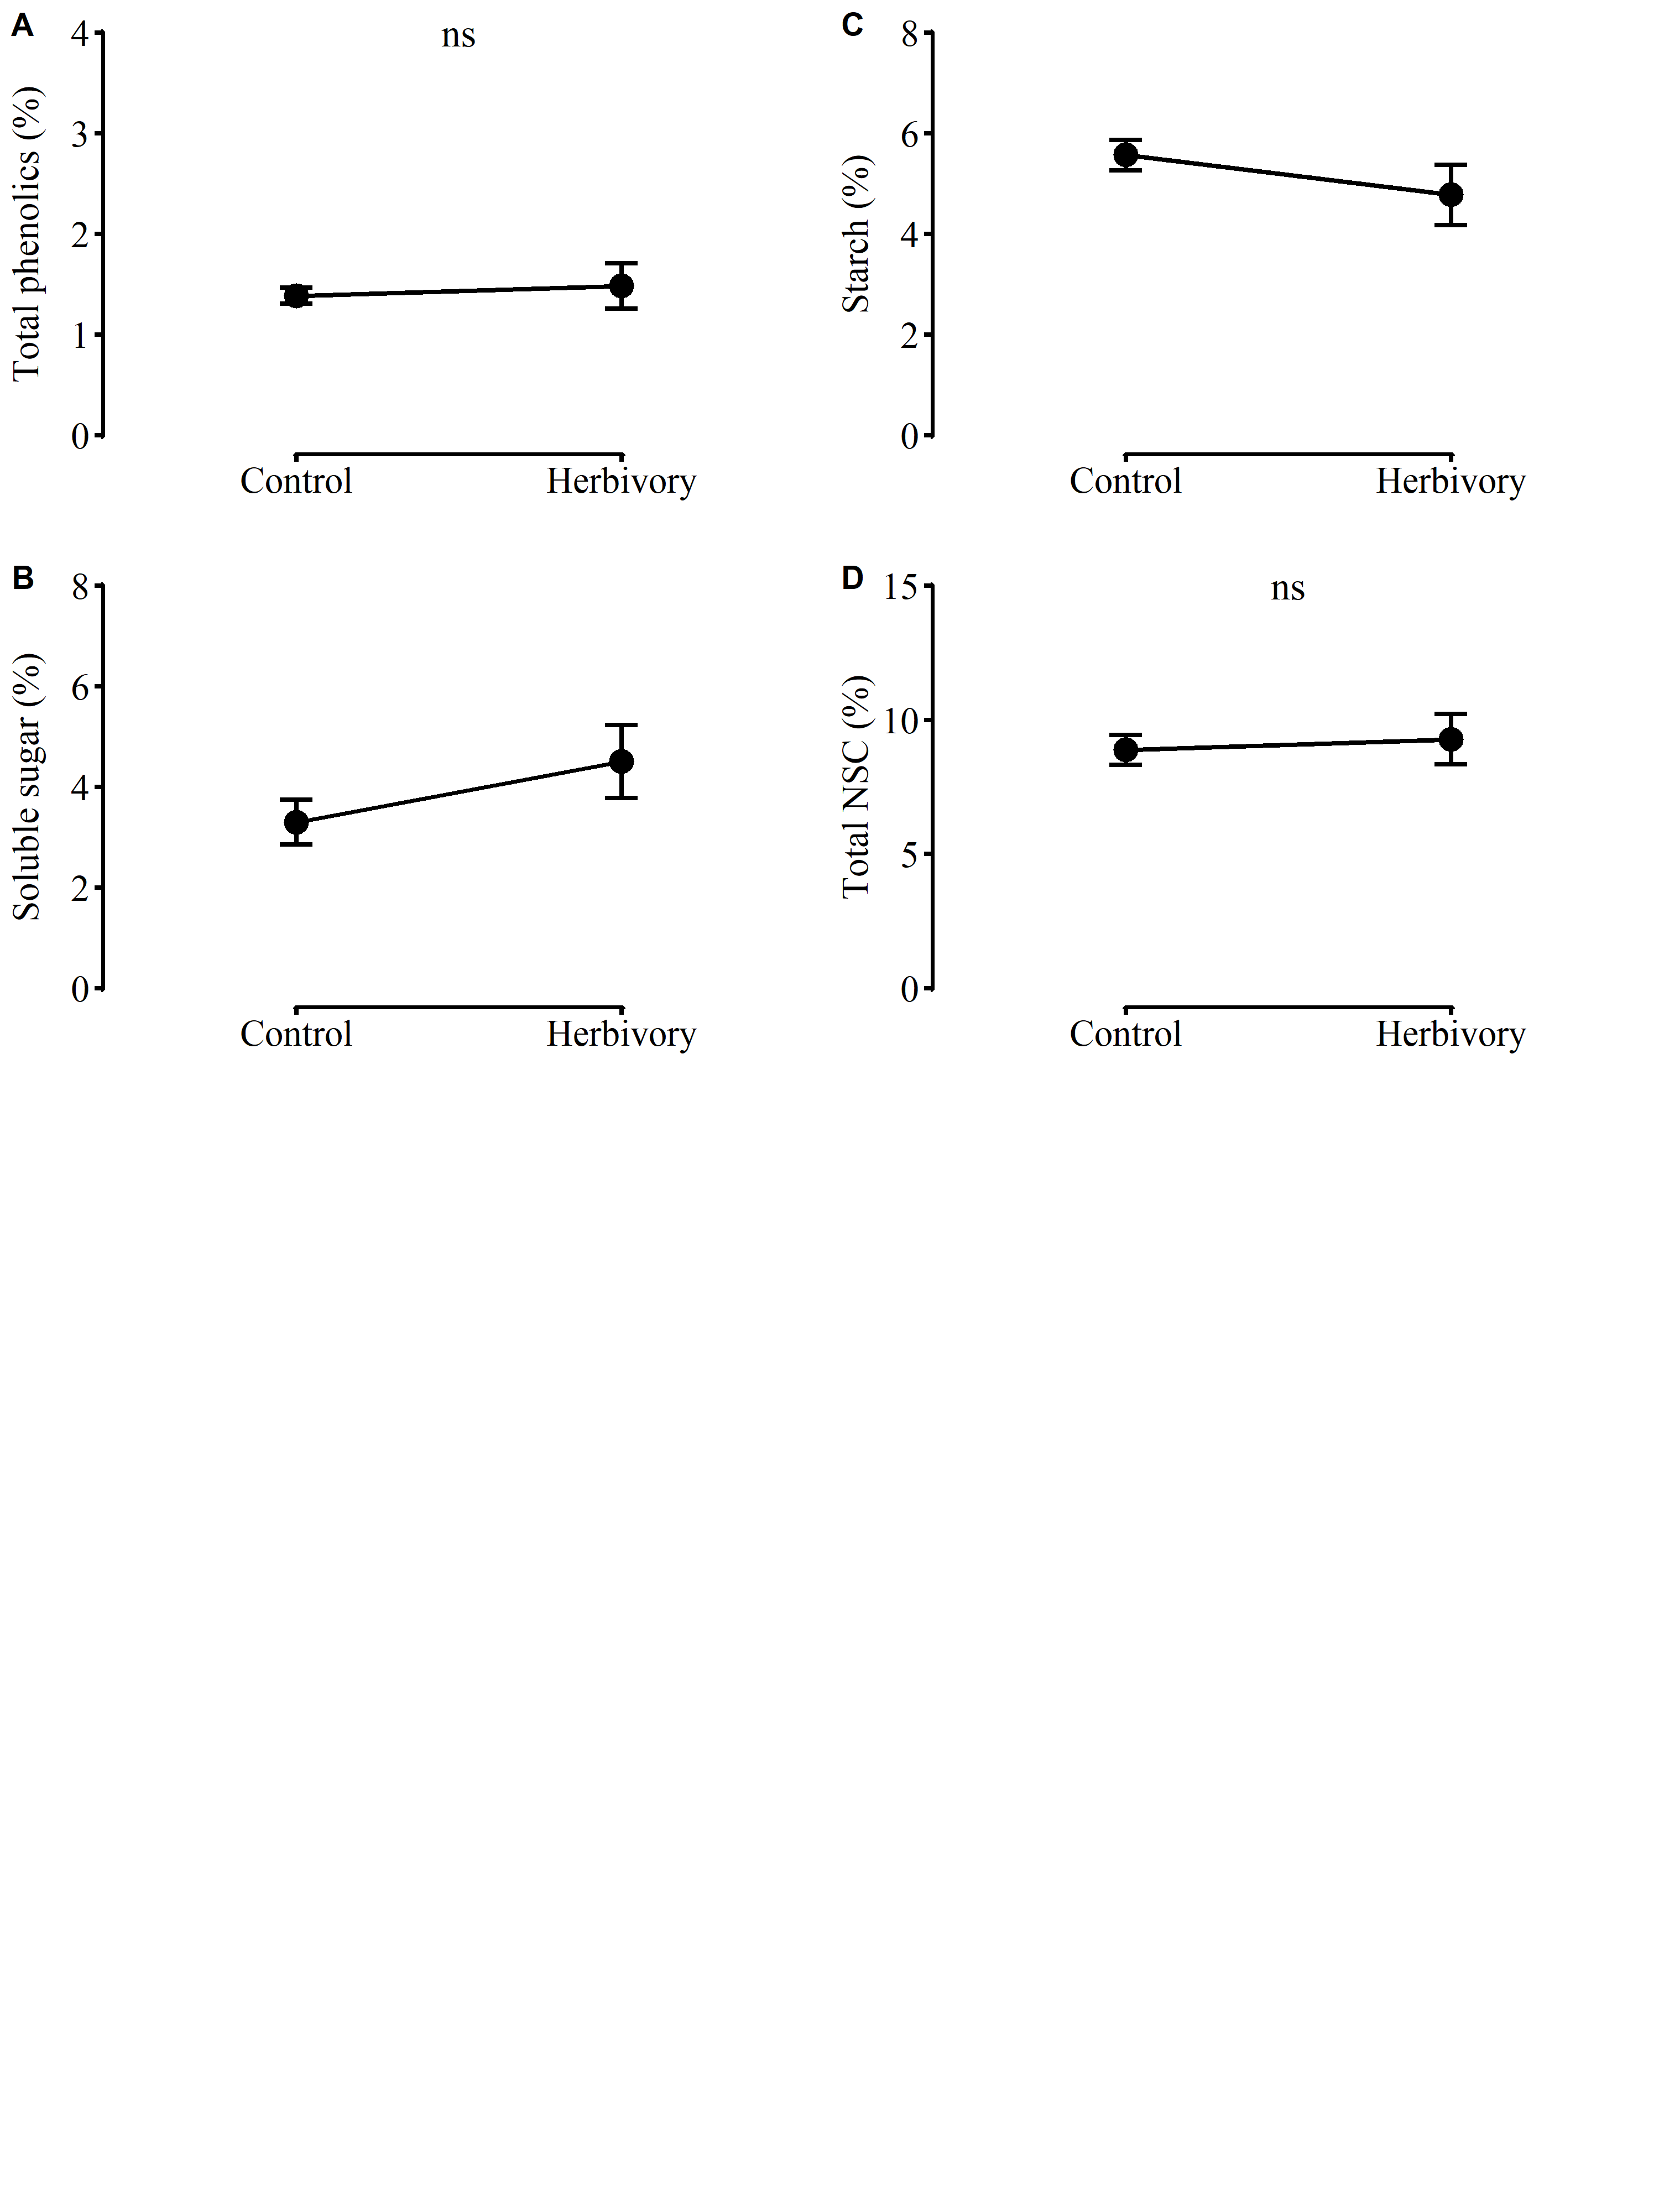 A
4
ns
3
2
1
0
Total phenolics (%)
Control Herbivory
B
8
6
4
2
0
Soluble sugar (%)
Control Herbivory
C
8
6
4
2
0
Starch (%)
Control Herbivory
D
15
ns
10
5
0
Total NSC (%)
Control Herbivory